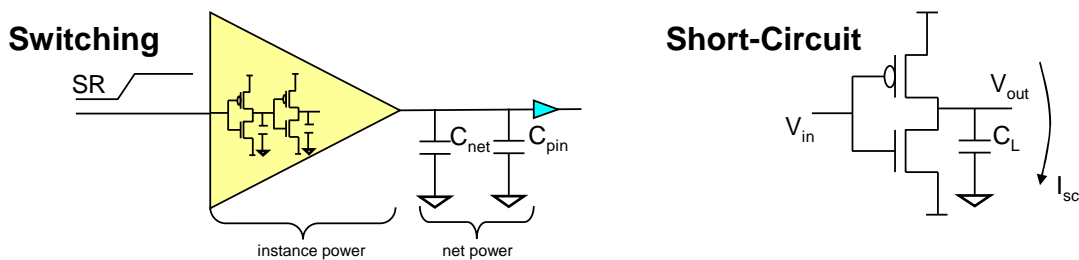 Switching
SR
C_net
C_pin
instance power
net power
Short-Circuit
V_in
V_out
C_L
I_sc